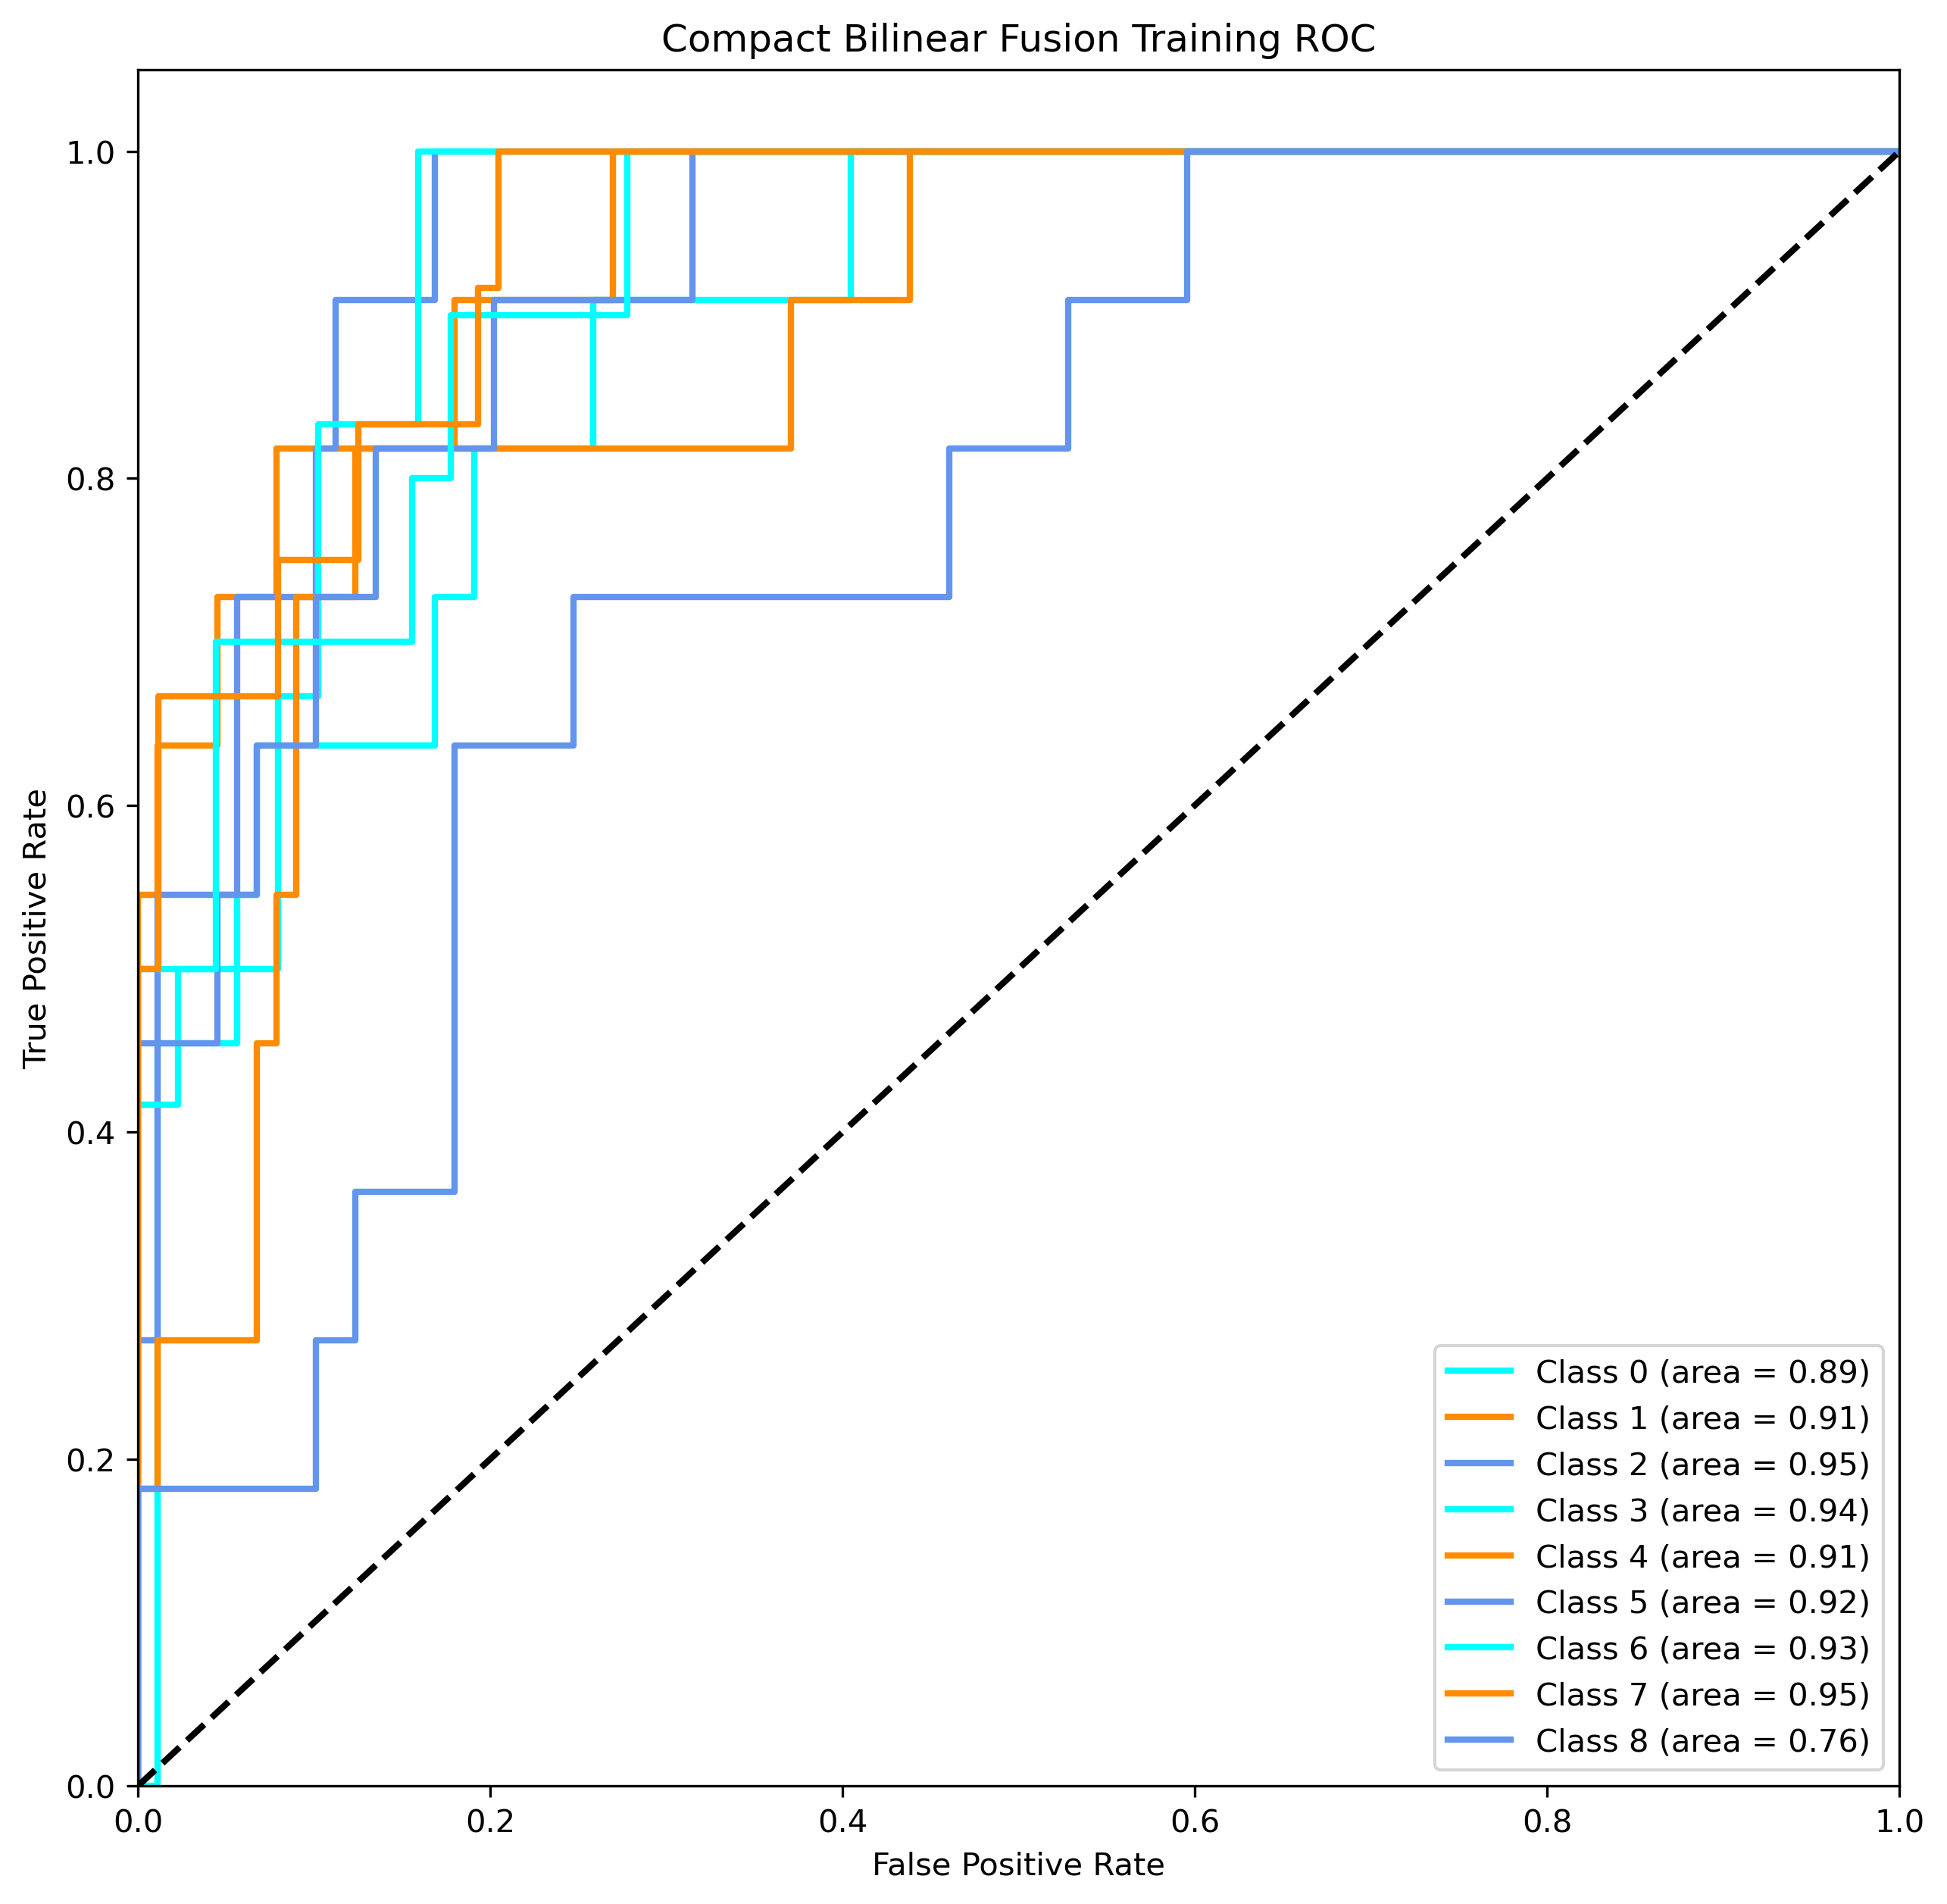 Compact Bilinear Fusion Training ROC
True Positive Rate
1.0
0.8
0.6
0.4
0.2
0.0
0.0 0.2 0.4 0.6 0.8 1.0
False Positive Rate
Class 0 (area = 0.89)
Class 1 (area = 0.91)
Class 2 (area = 0.95)
Class 3 (area = 0.94)
Class 4 (area = 0.91)
Class 5 (area = 0.92)
Class 6 (area = 0.93)
Class 7 (area = 0.95)
Class 8 (area = 0.76)